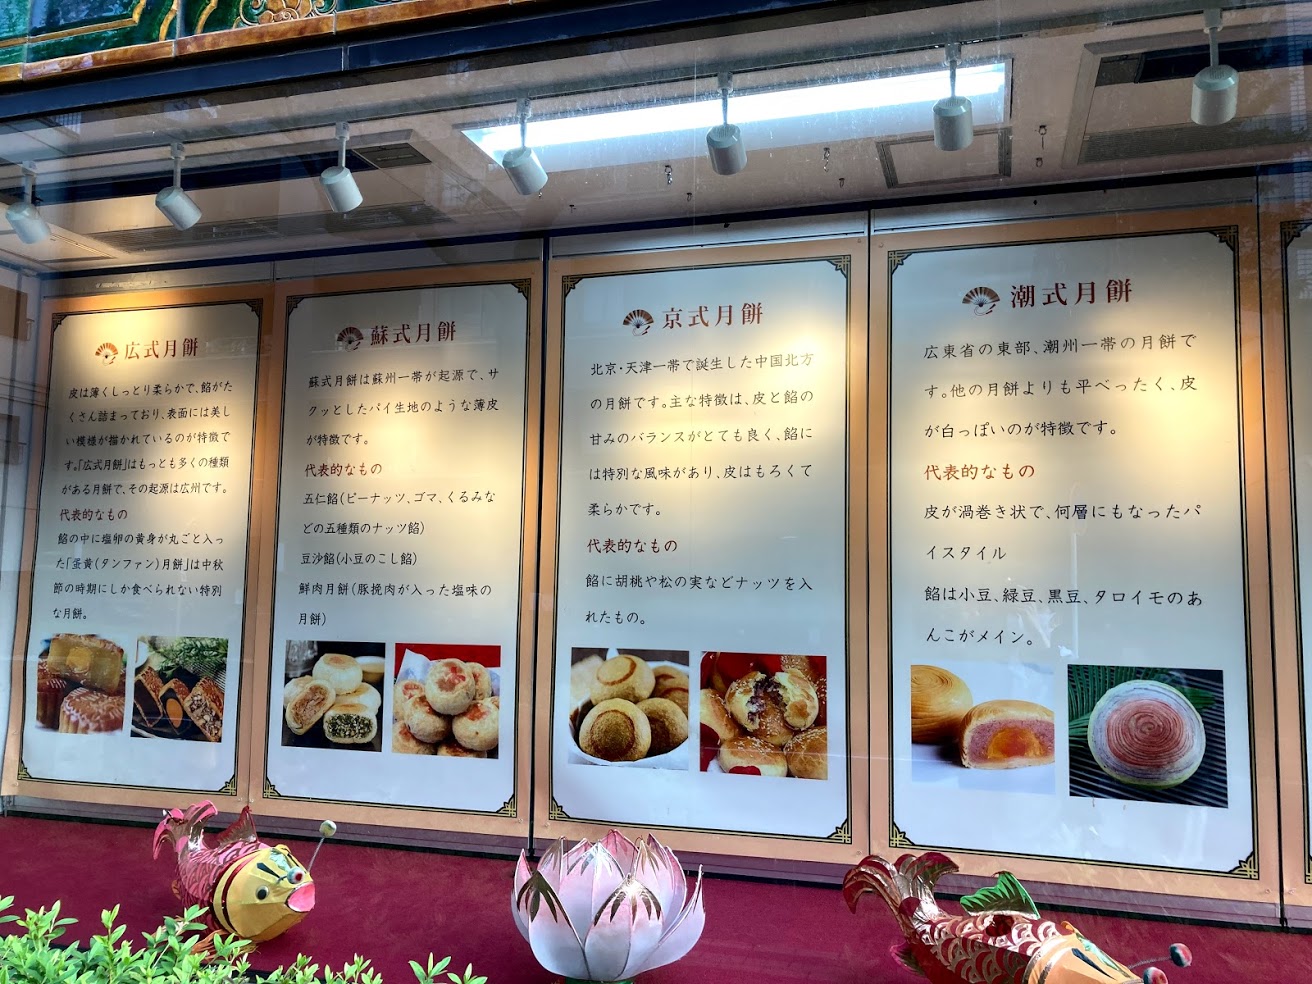 広式月餅
皮は薄くしっとり柔らかで、餡がた
くさん詰まっており、表面には美し
い模様が描かれているのが特徴で
す。「広式月餅」はもっとも多くの種類
がある月餅で、その起源は広州です。
代表的なもの
餡の中に塩卵の黄身が丸ごと入っ
た「蛋黄(タンファン)月餅」は中秋
節の時期にしか食べられない特別
な月餅。
蘇式月餅
蘇式月餅は蘇州一帯が起源で、サ
クッとしたパイ生地のような薄皮
が特徴です。
代表的なもの
五仁餡(ピーナッツ、ゴマ、くるみな
どの五種類のナッツ餡)
豆沙餡(小豆のこし餡)
鮮肉月餅(豚挽肉が入った塩味の
月餅)
京式月餅
北京・天津一帯で誕生した中国北方
の月餅です。主な特徴は、皮と餡の
甘みのバランスがとても良く、餡に
は特別な風味があり、皮はもろくて
柔らかです。
代表的なもの
餡に胡桃や松の実などナッツを入
れたもの。
潮式月餅
広東省の東部、潮州一帯の月餅で
す。他の月餅よりも平べったく、皮
が白っぽいのが特徴です。
代表的なもの
皮が渦巻き状で、何層にもなったパ
イスタイル
餡は小豆、緑豆、黒豆、タロイモのあ
んこがメイン。